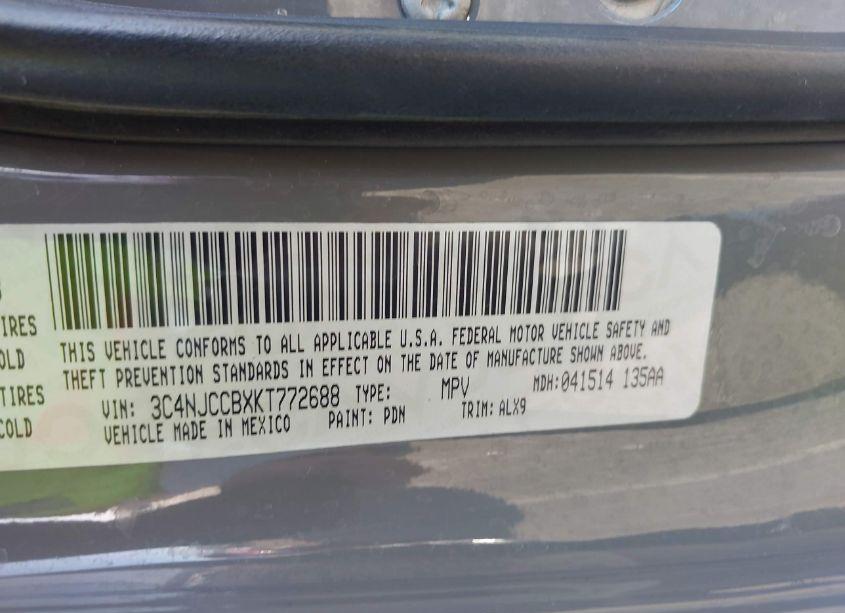 IRES
COLD
THIS VEHICLE CONFORMS TO ALL APPLICABLE U.S.A. FEDERAL MOTOR VEHICLE SAFETY AND
THEFT PREVENTION STANDARDS IN EFFECT ON THE DATE OF MANUFACTURE SHOWN ABOVE.
TIRES
COLD
VIN: 3C4NJCCBXKT772688 TYPE: MPV MDH:041514 135AA
VEHICLE MADE IN MEXICO PAINT: PDN TRIM: ALX9